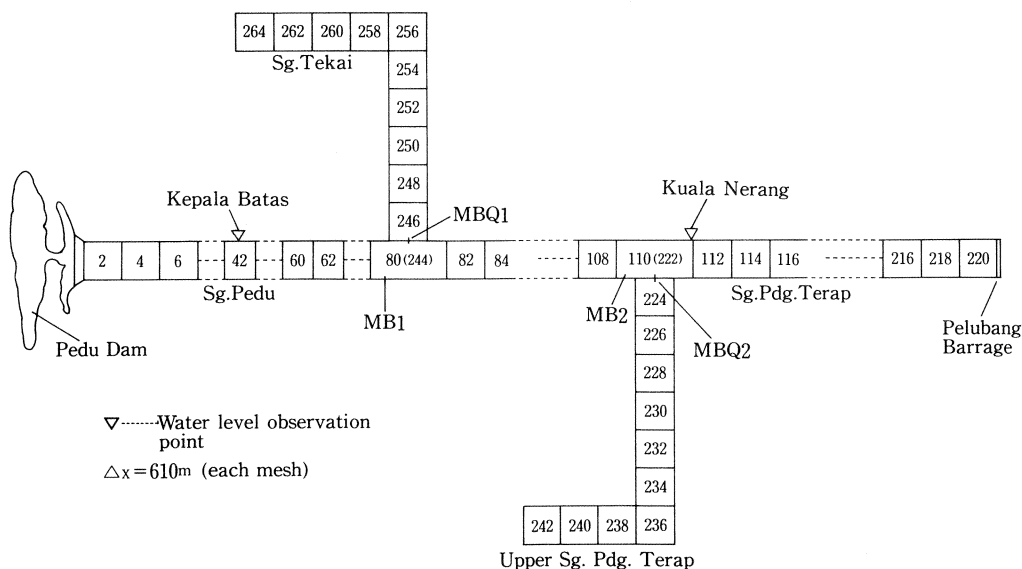 264 262 260 258 256
Sg.Tekai
254
252
250
248
246
Kepala Batas
MBQ1
Kuala Nerang
2 4 6 42 60 62 80(244) 82 84 108 110(222) 112 114 116 216 218 220
Sg.Pedu
Sg.Pdg.Terap
MB1
MB2
224
MBQ2
Pelubang
Barrage
Pedu Dam
226
228
230
232
234
▽------Water level observation
point
△x=610m (each mesh)
242 240 238 236
Upper Sg. Pdg. Terap